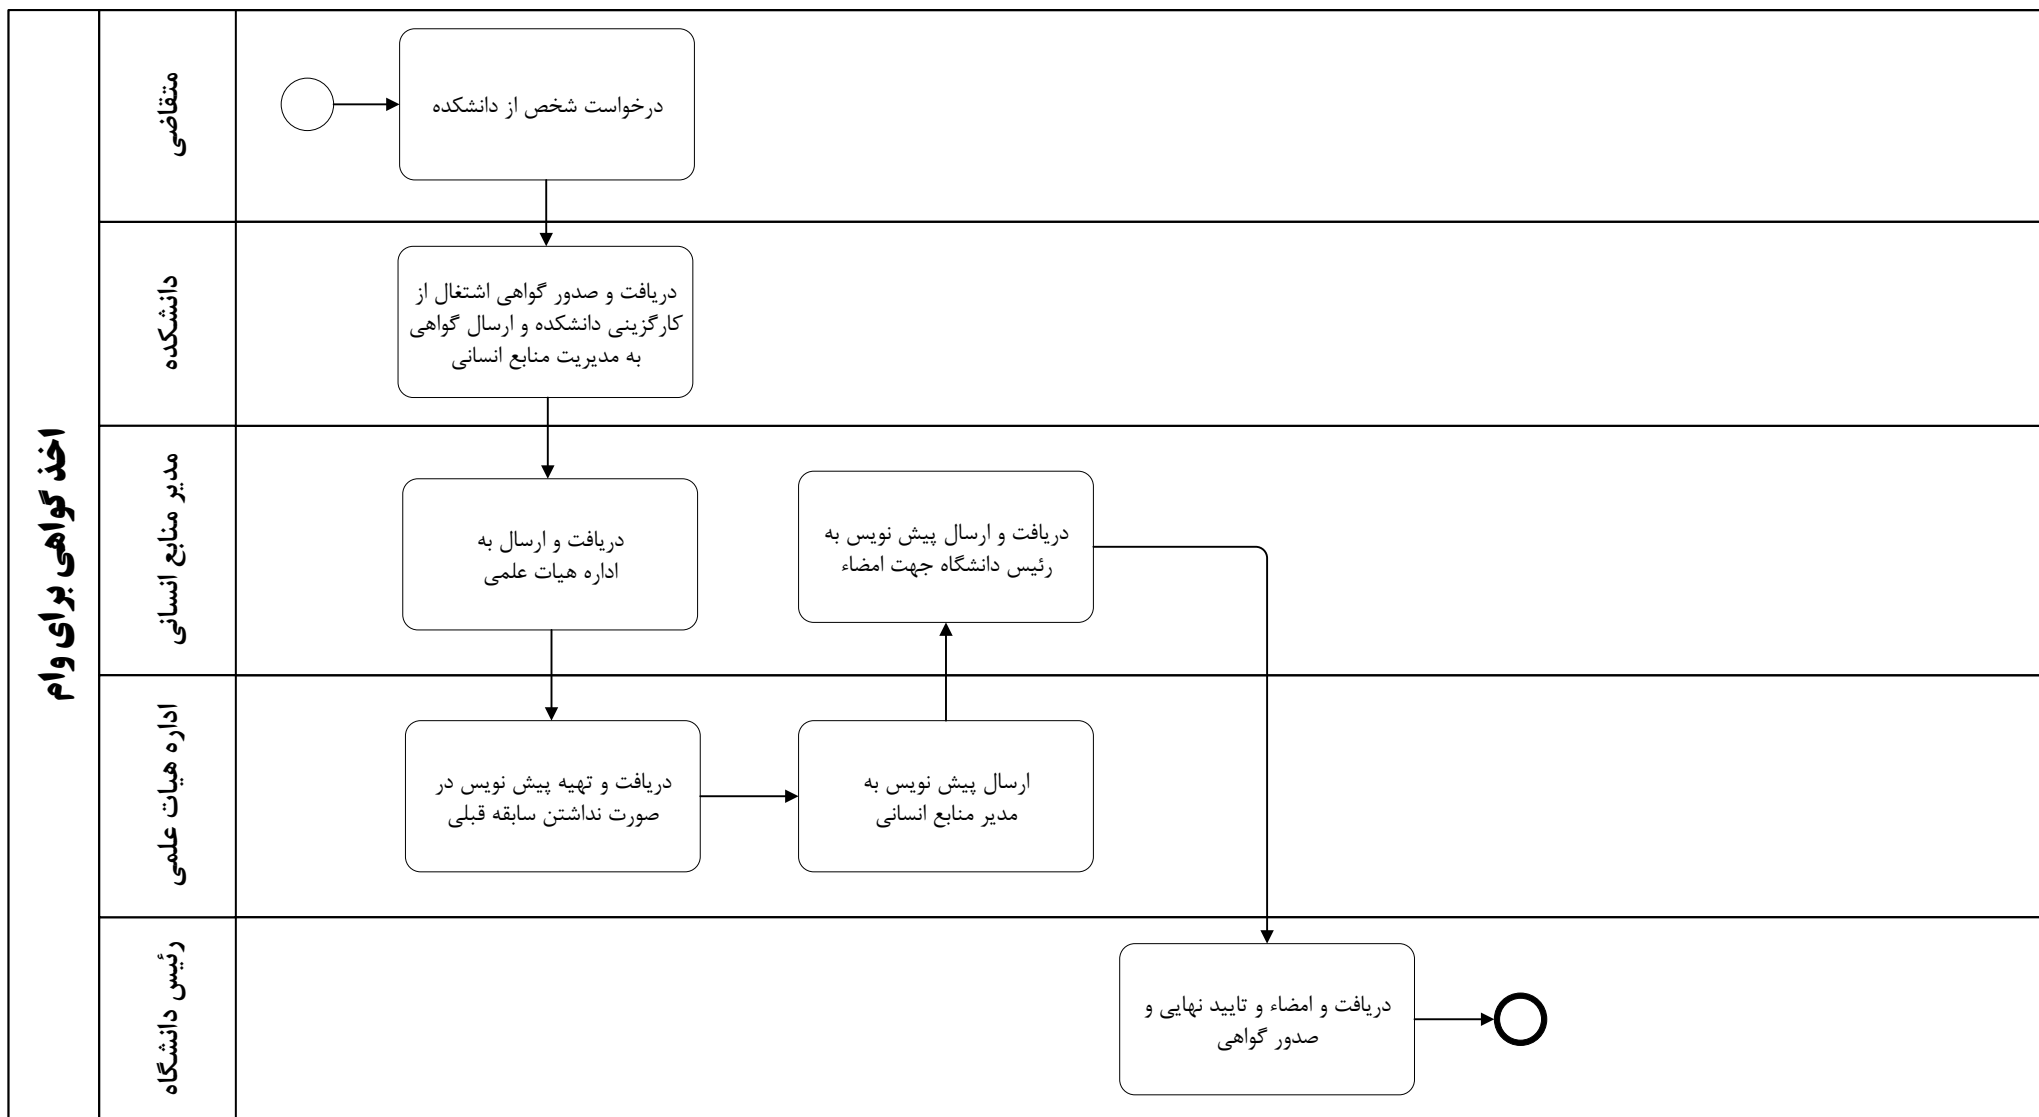 اخذ گواهی برای وام
متقاضی
درخواست شخص از دانشکده
دانشکده
دریافت و صدور گواهی اشتغال از
کارگزینی دانشکده و ارسال گواهی
به مدیریت منابع انسانی
مدیر منابع انسانی
دریافت و ارسال به
اداره هیات علمی
دریافت و ارسال پیش نویس به
رئیس دانشگاه جهت امضاء
اداره هیات علمی
دریافت و تهیه پیش نویس در
صورت نداشتن سابقه قبلی
ارسال پیش نویس به
مدیر منابع انسانی
رئیس دانشگاه
دریافت و امضاء و تایید نهایی و
صدور گواهی